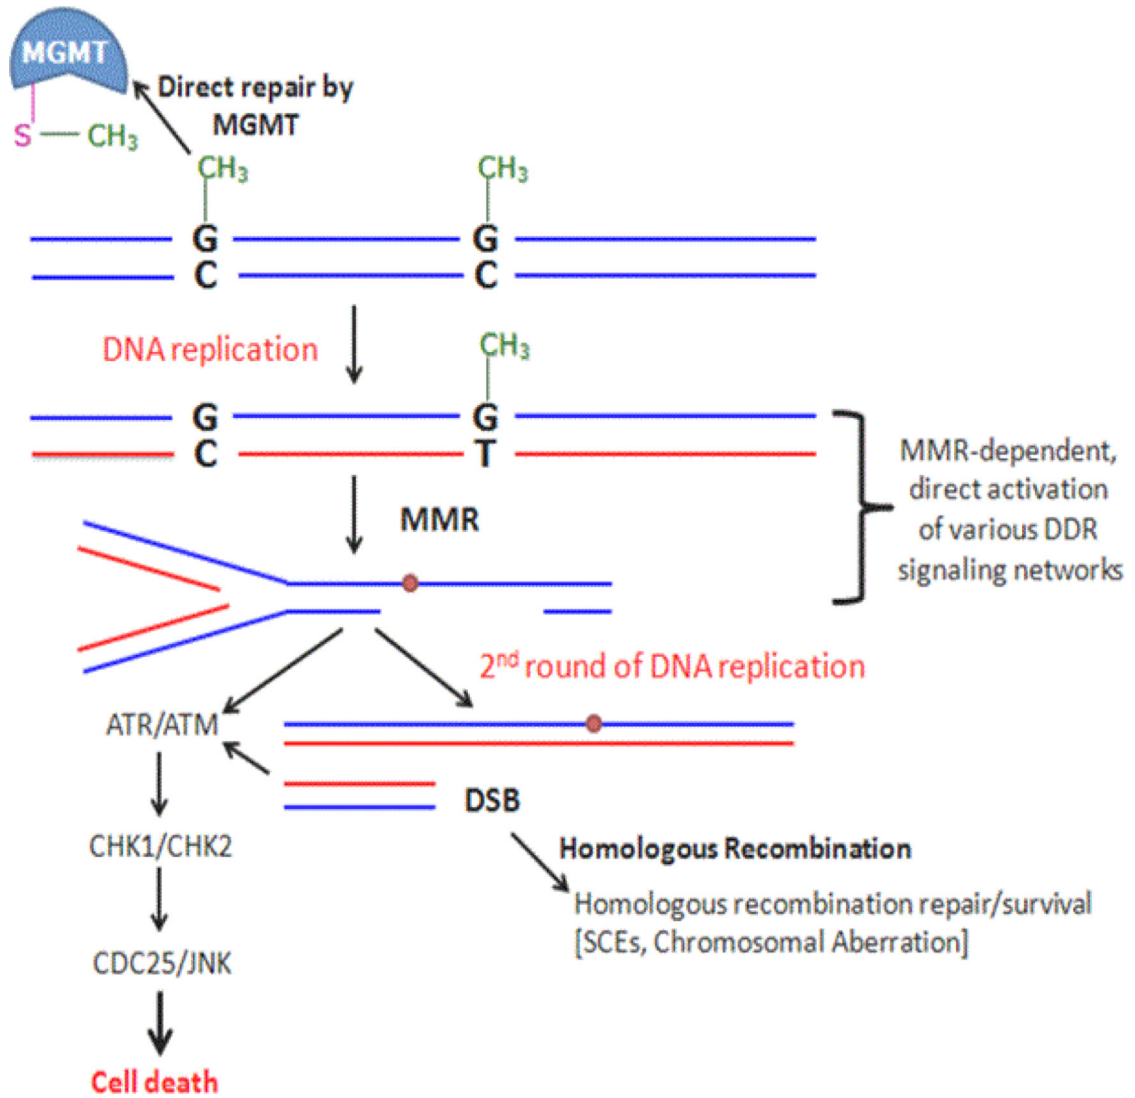 MGMT
Direct repair by
MGMT
S
CH3
CH3
CH3
G
G
C
C
DNA replication
CH3
G
G
C
T
MMR-dependent,
direct activation
of various DDR
signaling networks
MMR
2nd round of DNA replication
ATR/ATM
DSB
CHK1/CHK2
Homologous Recombination
Homologous recombination repair/survival
[SCEs, Chromosomal Aberration]
CDC25/JNK
Cell death